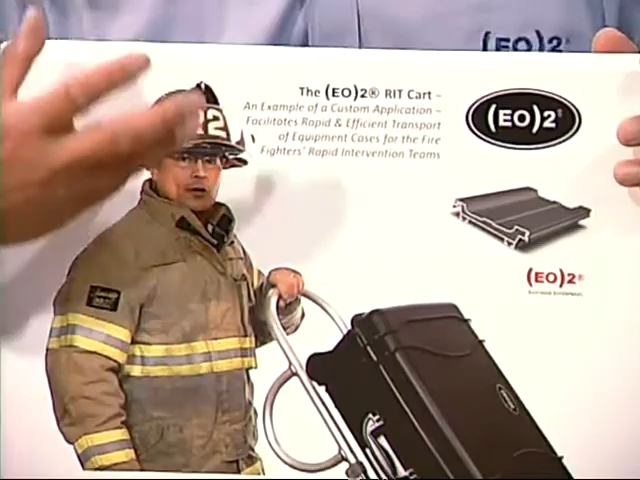 (EO)2
The (EO)2® RIT Cart –
An Example of a Custom Application –
Facilitates Rapid & Efficient Transport
of Equipment Cases for the Fire
Fighters' Rapid Intervention Teams
(EO)2®
2
(EO)2®